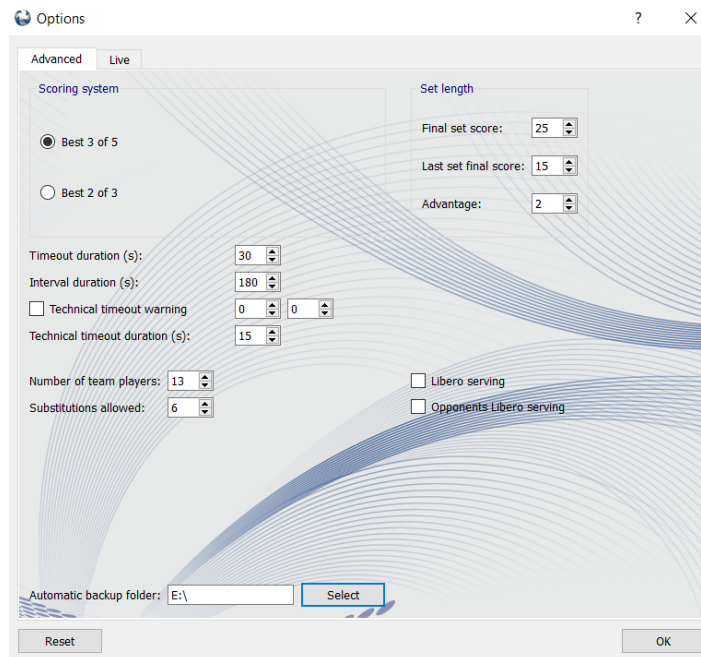 Options
Advanced Live
Scoring system
Best 3 of 5
Best 2 of 3
Set length
Final set score: 25
Last set final score: 15
Advantage: 2
Timeout duration (s): 30
Interval duration (s): 180
Technical timeout warning 0 0
Technical timeout duration (s): 15
Number of team players: 13
Substitutions allowed: 6
Libero serving
Opponents Libero serving
Automatic backup folder: E:\ Select
Reset OK